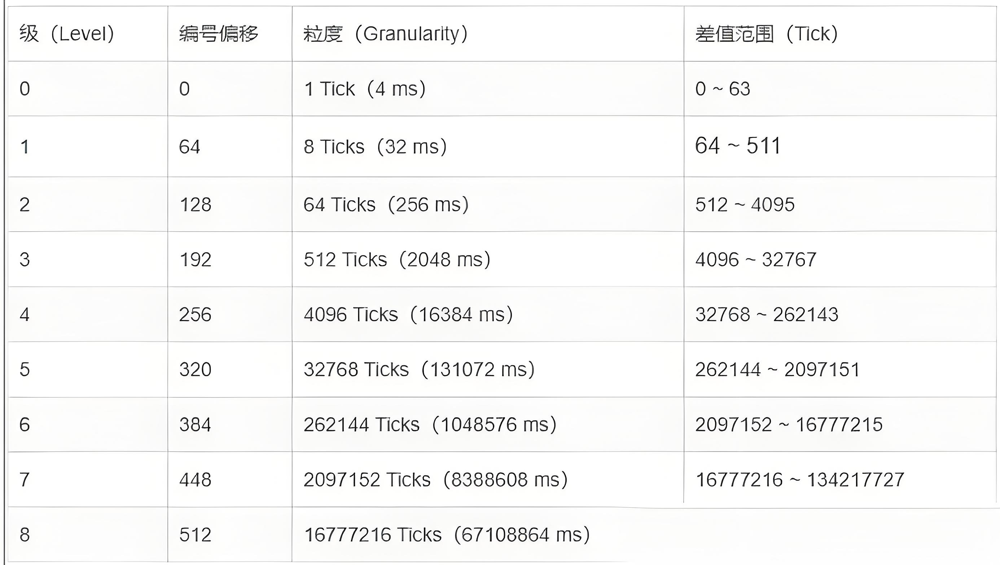 级（Level） 编号偏移 粒度（Granularity） 差值范围（Tick）
0 0 1 Tick（4 ms） 0 ~ 63
1 64 8 Ticks（32 ms） 64 ~ 511
2 128 64 Ticks（256 ms） 512 ~ 4095
3 192 512 Ticks（2048 ms） 4096 ~ 32767
4 256 4096 Ticks（16384 ms） 32768 ~ 262143
5 320 32768 Ticks（131072 ms） 262144 ~ 2097151
6 384 262144 Ticks（1048576 ms） 2097152 ~ 16777215
7 448 2097152 Ticks（8388608 ms） 16777216 ~ 134217727
8 512 16777216 Ticks（67108864 ms）